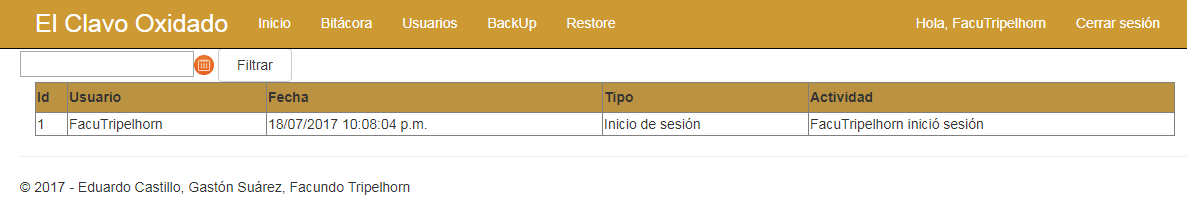 El Clavo Oxidado Inicio Bitácora Usuarios BackUp Restore Hola, FacuTripelhorn Cerrar sesión
Filtrar
Id Usuario Fecha Tipo Actividad
1 FacuTripelhorn 18/07/2017 10:08:04 p.m. Inicio de sesión FacuTripelhorn inició sesión
© 2017 - Eduardo Castillo, Gastón Suárez, Facundo Tripelhorn